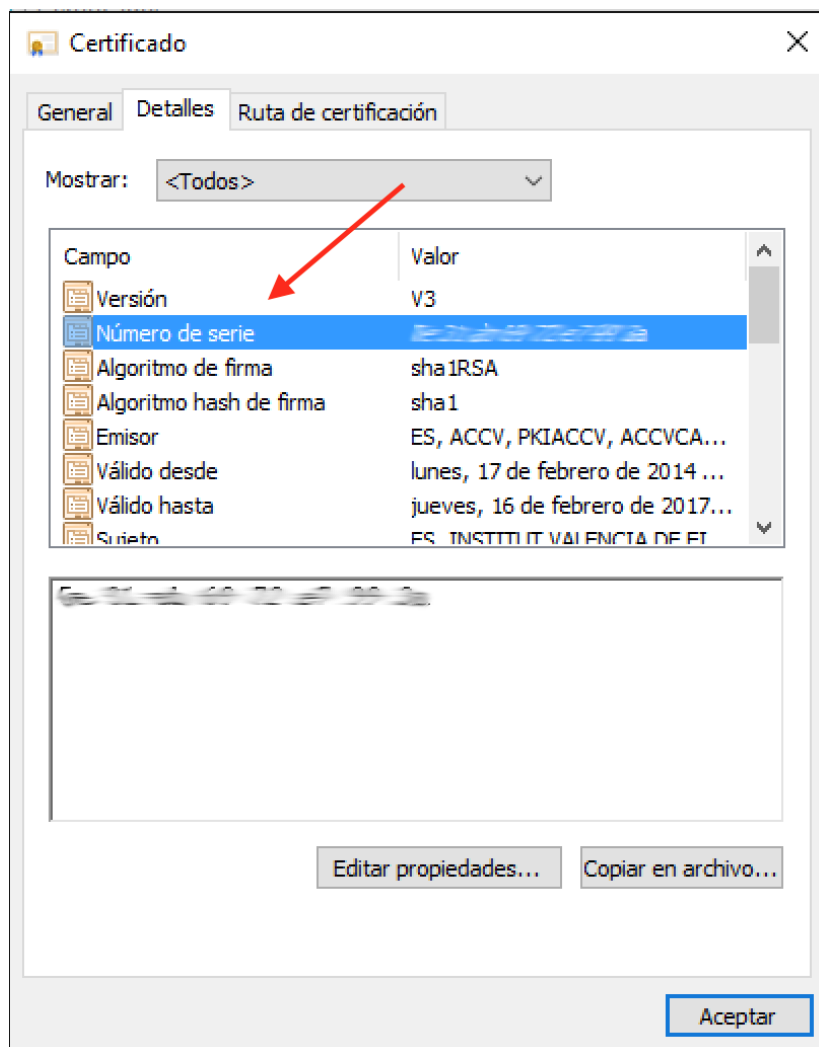 Certificado
General Detalles Ruta de certificación
Mostrar: <Todos>
Campo Valor
Versión V3
Número de serie
Algoritmo de firma sha1RSA
Algoritmo hash de firma sha1
Emisor ES, ACCV, PKIACCV, ACCVCA...
Válido desde lunes, 17 de febrero de 2014 ...
Válido hasta jueves, 16 de febrero de 2017...
Sujeto ES, INSTITUT VALENCIA DE FI
Editar propiedades... Copiar en archivo...
Aceptar